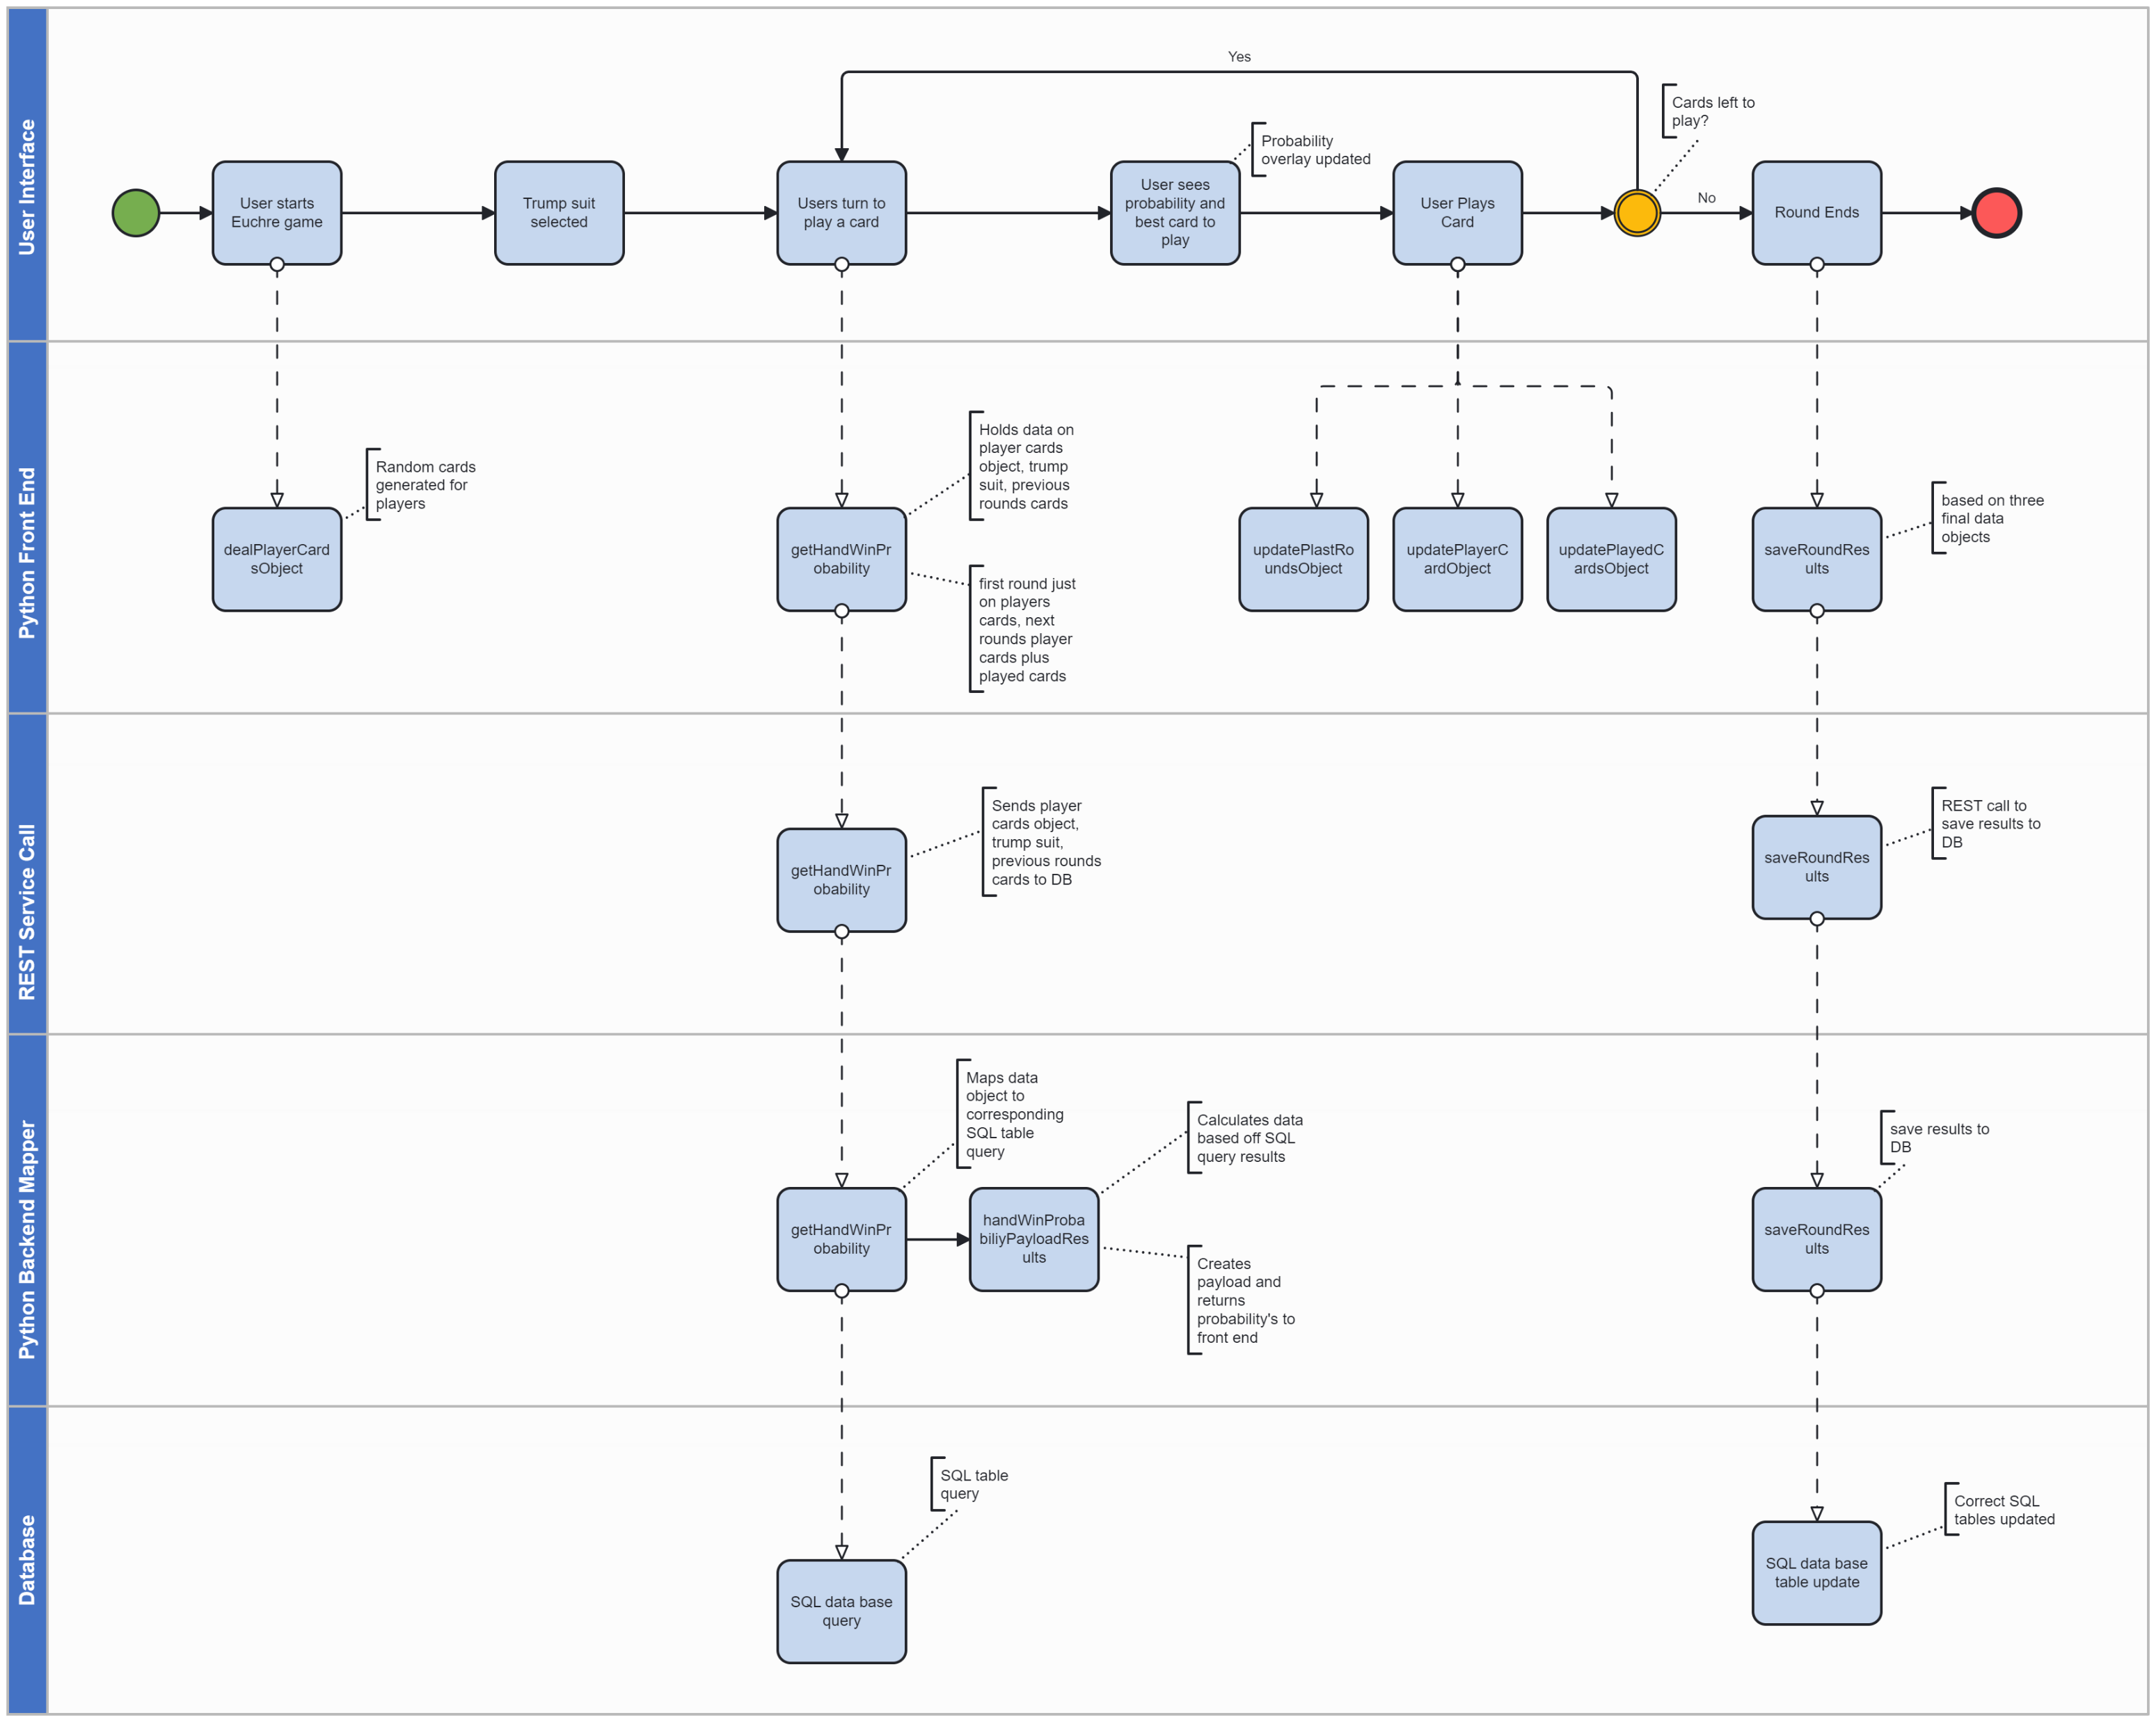 User Interface
Yes
Cards left to
play?
Probability
overlay updated
User starts
Euchre game
Trump suit
selected
Users turn to
play a card
User sees
probability and
best card to
play
User Plays
Card
No
Round Ends
Python Front End
Random cards
generated for
players
Holds data on
player cards
object, trump
suit, previous
rounds cards
based on three
final data
objects
dealPlayerCard
sObject
getHandWinPr
obability
updatePlastRo
undsObject
updatePlayerC
ardObject
updatePlayedC
ardsObject
saveRoundRes
ults
first round just
on players
cards, next
rounds player
cards plus
played cards
REST Service Call
Sends player
cards object,
trump suit,
previous rounds
cards to DB
REST call to
save results to
DB
getHandWinPr
obability
saveRoundRes
ults
Python Backend Mapper
Maps data
object to
corresponding
SQL table
query
Calculates data
based off SQL
query results
save results to
DB
getHandWinPr
obability
handWinProba
biliyPayloadRes
ults
saveRoundRes
ults
Creates
payload and
returns
probability's to
front end
Database
SQL table
query
Correct SQL
tables updated
SQL data base
query
SQL data base
table update